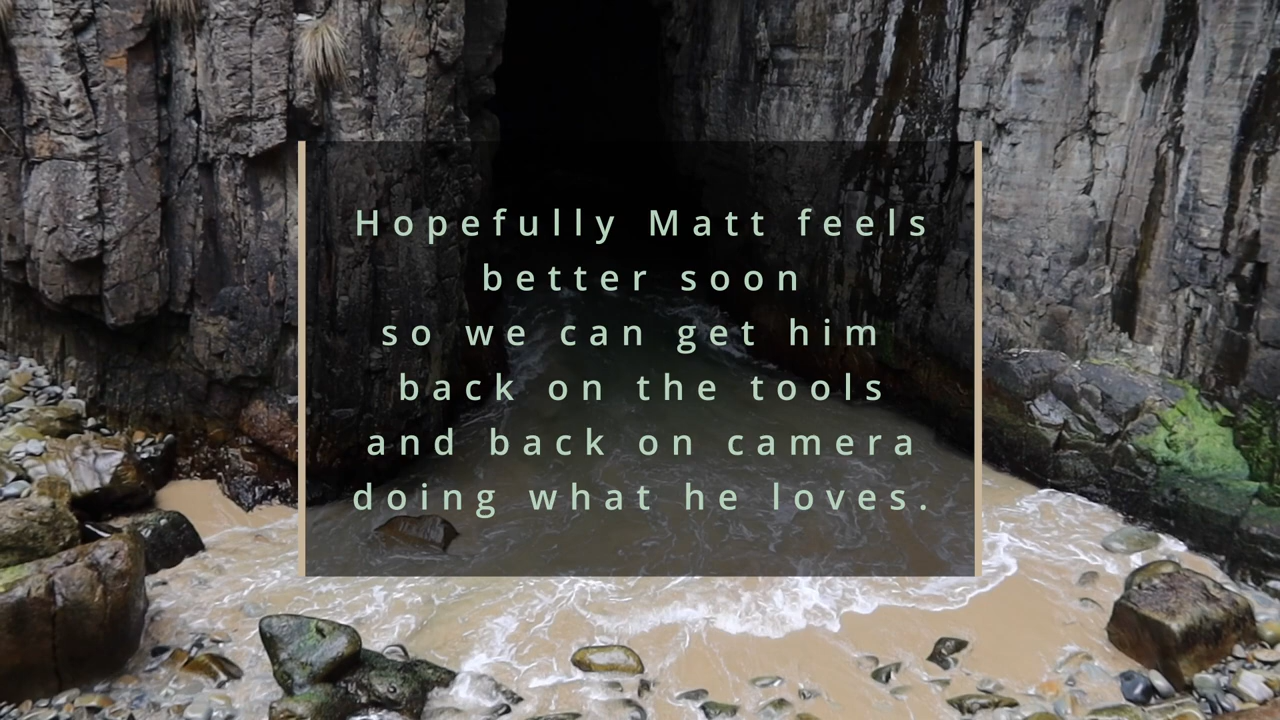 Hopefully Matt feels
better soon
so we can get him
back on the tools
and back on camera
doing what he loves.